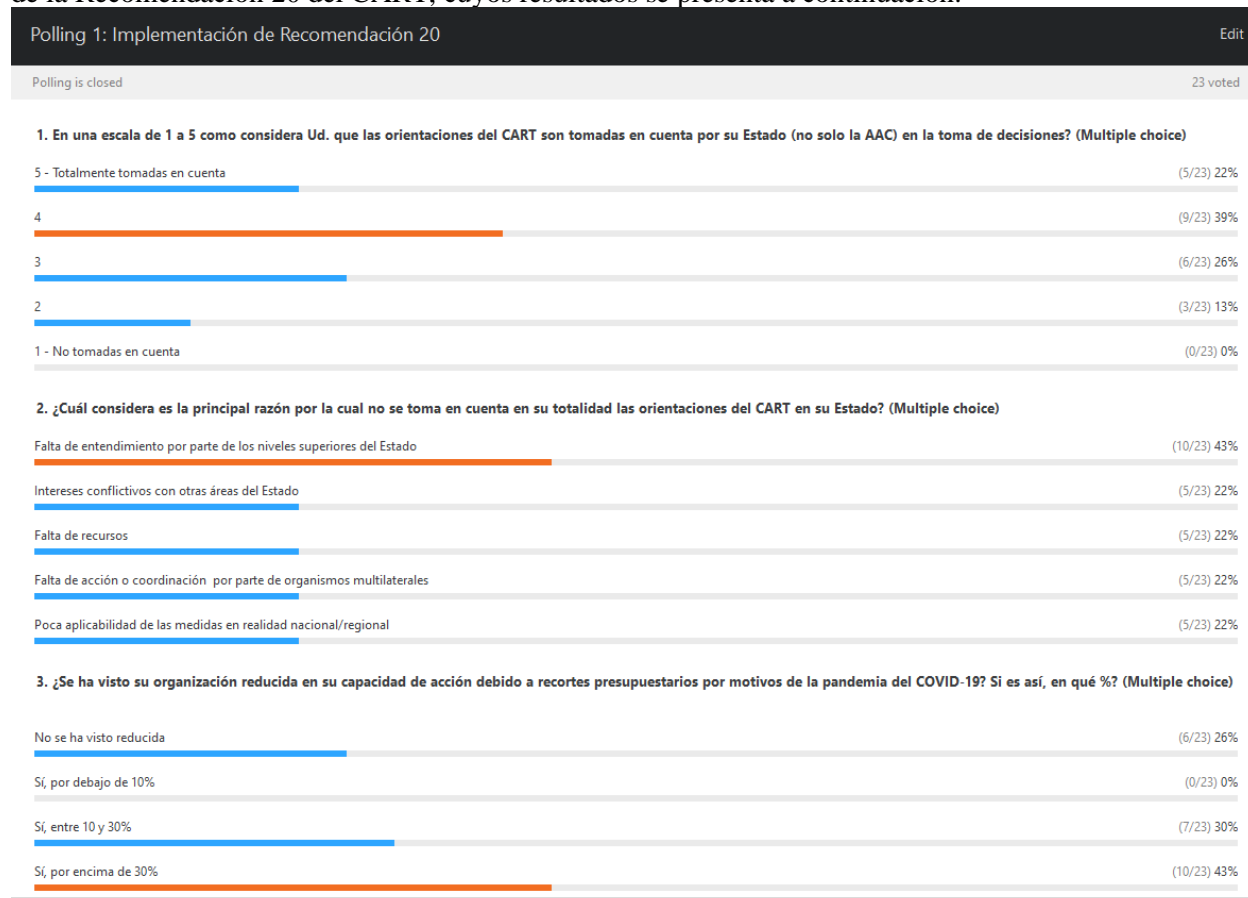 de la Recomendación 20 del CART, cuyos resultados se presenta a continuación:
Polling 1: Implementación de Recomendación 20 Edit
Polling is closed 23 voted
1. En una escala de 1 a 5 como considera Ud. que las orientaciones del CART son tomadas en cuenta por su Estado (no solo la AAC) en la toma de decisiones? (Multiple choice)
5 - Totalmente tomadas en cuenta (5/23) 22%
4 (9/23) 39%
3 (6/23) 26%
2 (3/23) 13%
1 - No tomadas en cuenta (0/23) 0%
2. ¿Cuál considera es la principal razón por la cual no se toma en cuenta en su totalidad las orientaciones del CART en su Estado? (Multiple choice)
Falta de entendimiento por parte de los niveles superiores del Estado (10/23) 43%
Intereses conflictivos con otras áreas del Estado (5/23) 22%
Falta de recursos (5/23) 22%
Falta de acción o coordinación por parte de organismos multilaterales (5/23) 22%
Poca aplicabilidad de las medidas en realidad nacional/regional (5/23) 22%
3. ¿Se ha visto su organización reducida en su capacidad de acción debido a recortes presupuestarios por motivos de la pandemia del COVID-19? Si es así, en qué %? (Multiple choice)
No se ha visto reducida (6/23) 26%
Sí, por debajo de 10% (0/23) 0%
Sí, entre 10 y 30% (7/23) 30%
Sí, por encima de 30% (10/23) 43%